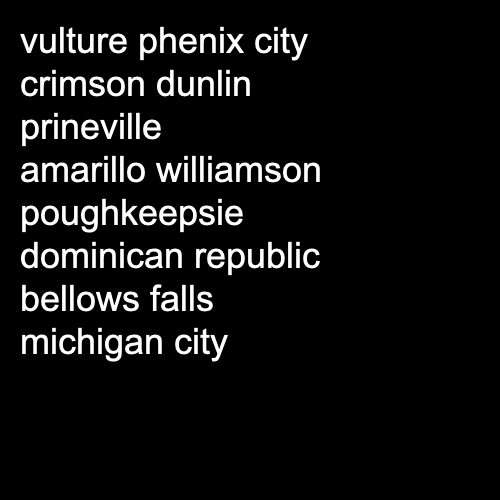 vulture phenix city
crimson dunlin
prineville
amarillo williamson
poughkeepsie
dominican republic
bellows falls
michigan city